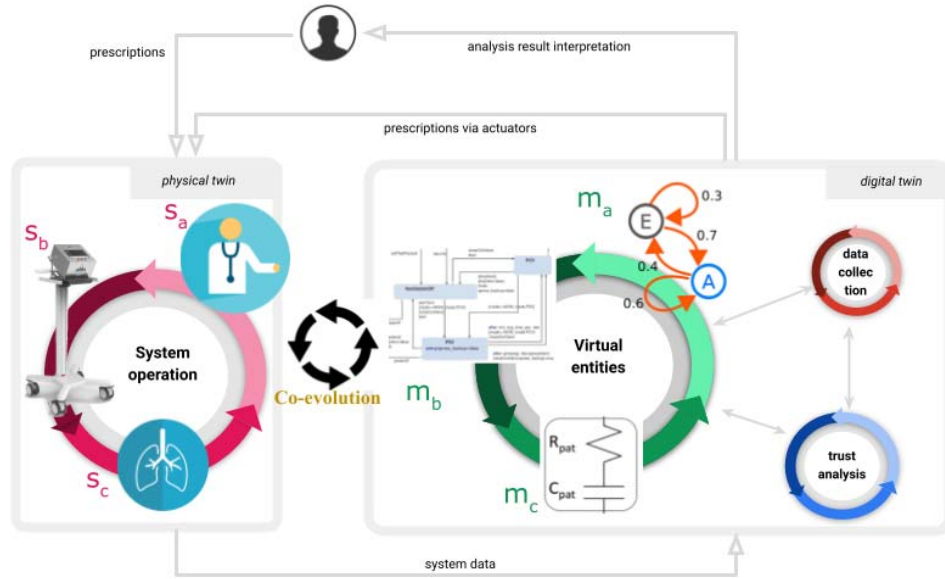 prescriptions
analysis result interpretation
prescriptions via actuators
physical twin
digital twin
s_a
s_b
s_c
System
operation
Co-evolution
m_a
m_b
m_c
E
A
0.3
0.7
0.4
0.6
PCV
Virtual
entities
R_pat
C_pat
data
collec
tion
trust
analysis
system data